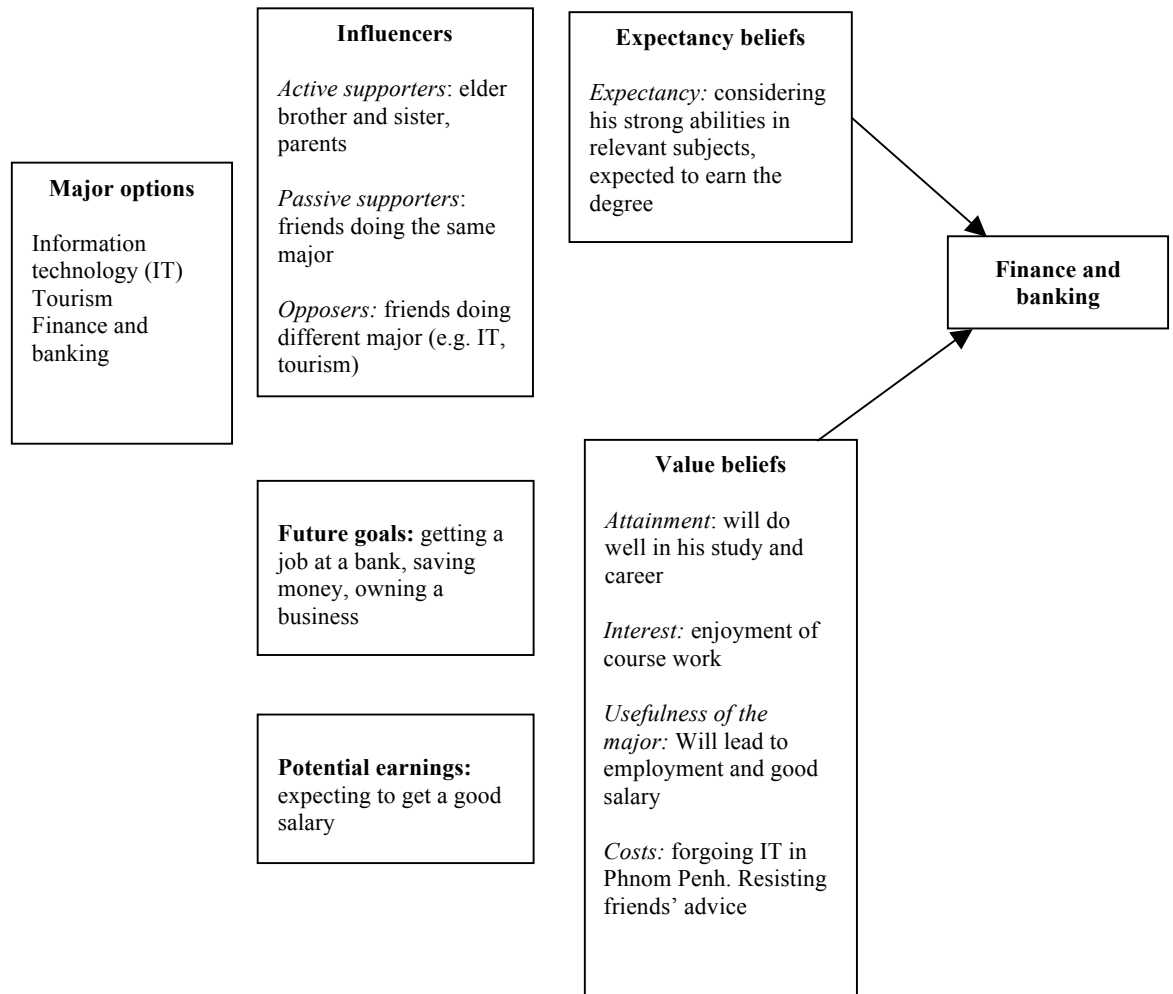 Major options
Information
technology (IT)
Tourism
Finance and
banking
Influencers
Active supporters: elder
brother and sister,
parents
Passive supporters:
friends doing the same
major
Opposers: friends doing
different major (e.g. IT,
tourism)
Future goals: getting a
job at a bank, saving
money, owning a
business
Potential earnings:
expecting to get a good
salary
Expectancy beliefs
Expectancy: considering
his strong abilities in
relevant subjects,
expected to earn the
degree
Value beliefs
Attainment: will do
well in his study and
career
Interest: enjoyment of
course work
Usefulness of the
major: Will lead to
employment and good
salary
Costs: forgoing IT in
Phnom Penh. Resisting
friends’ advice
Finance and
banking